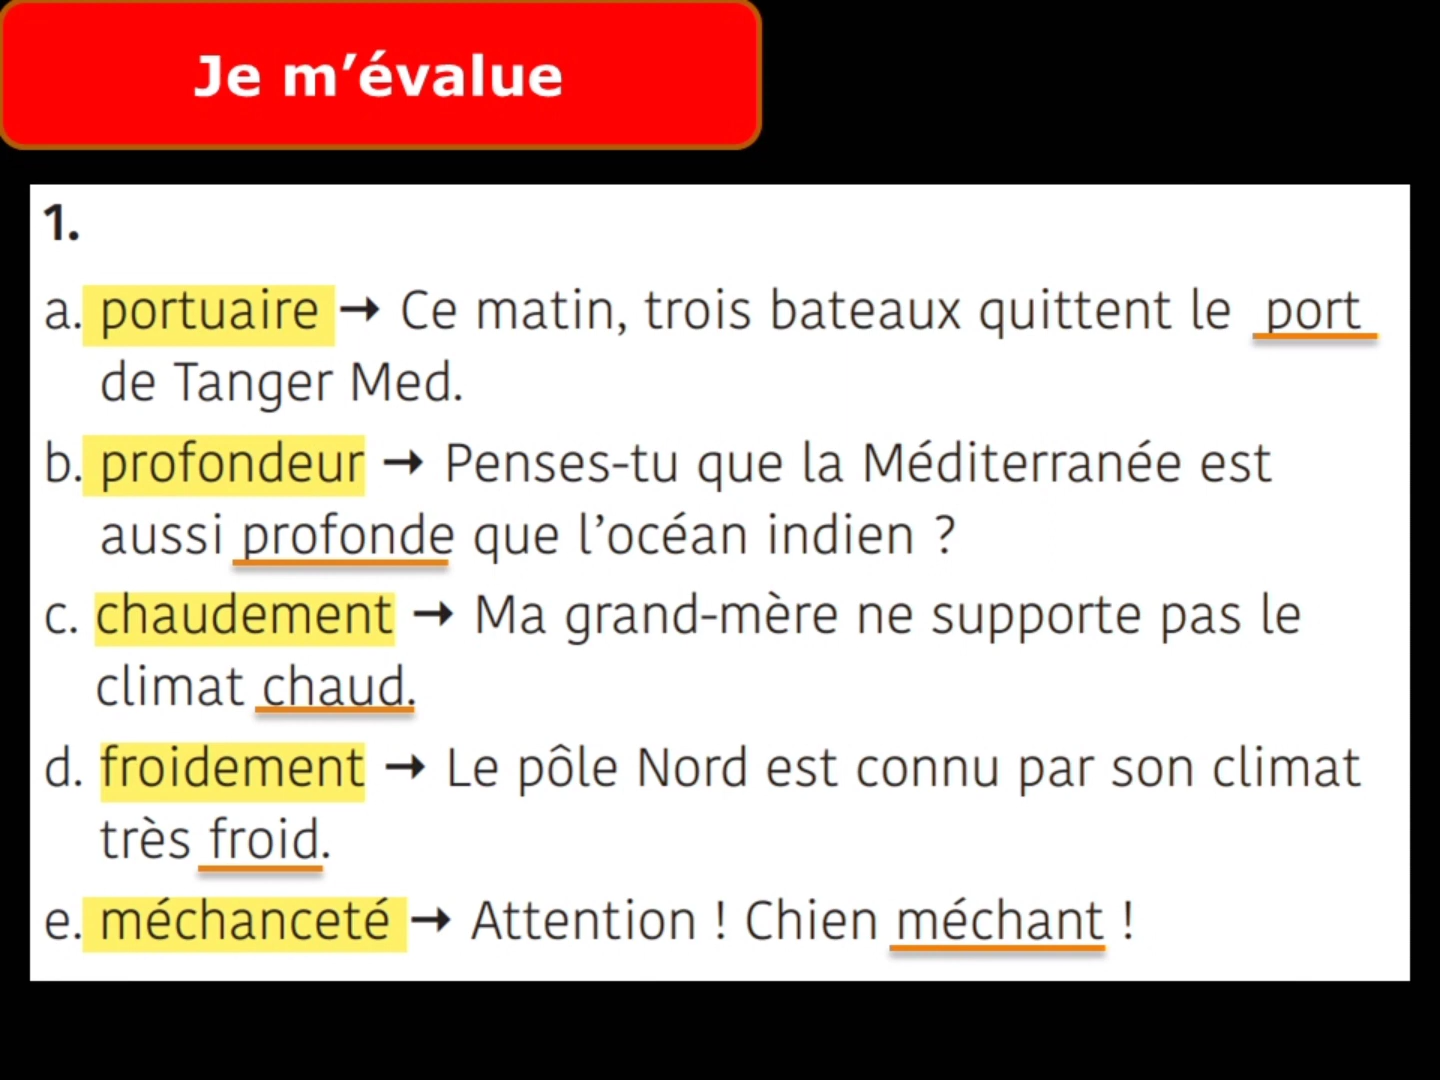 Je m’évalue
1.
a. portuaire → Ce matin, trois bateaux quittent le port
de Tanger Med.
b. profondeur → Penses-tu que la Méditerranée est
aussi profonde que l’océan indien ?
c. chaudement → Ma grand-mère ne supporte pas le
climat chaud.
d. froidement → Le pôle Nord est connu par son climat
très froid.
e. méchanceté → Attention ! Chien méchant !